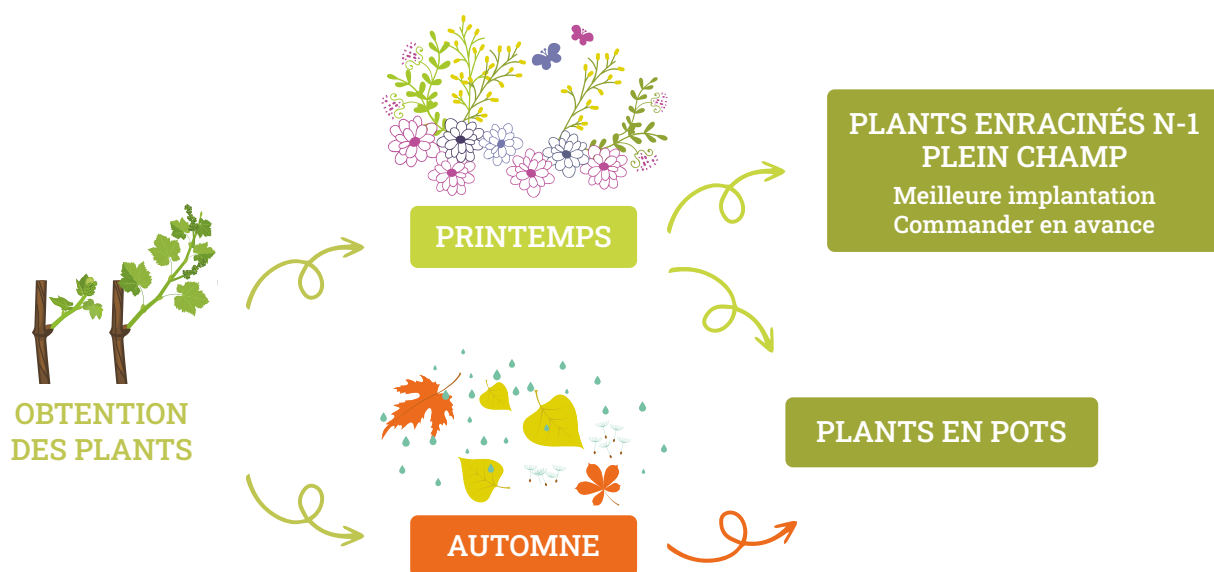 OBTENTION
DES PLANTS
PRINTEMPS
AUTOMNE
PLANTS ENRACINÉS N-1
PLEIN CHAMP
Meilleure implantation
Commander en avance
PLANTS EN POTS